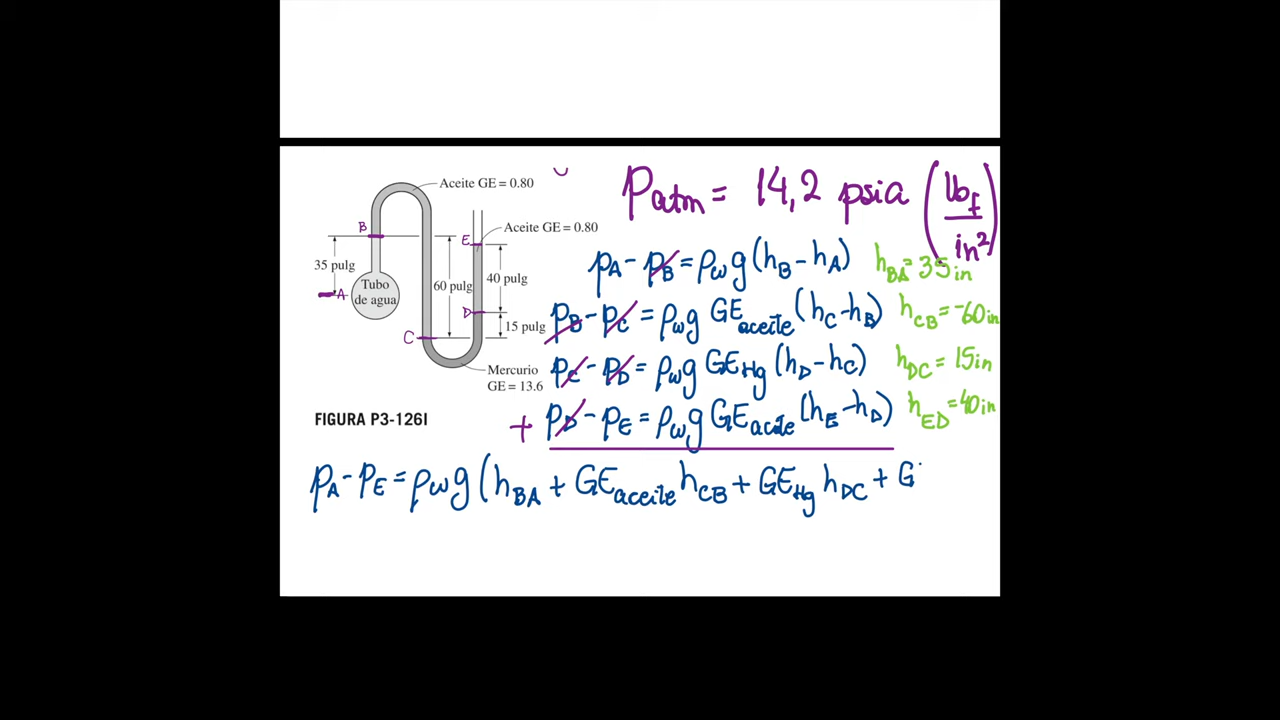 Aceite GE = 0.80
Aceite GE = 0.80
B
E
35 pulg
A
Tubo
de agua
60 pulg
40 pulg
D
15 pulg
C
Mercurio
GE = 13.6
FIGURA P3-126I
Patm = 14,2 psia (lbf/in²)
pA - pB = ρw g (hB - hA) hBA = 35 in
pB - pC = ρw g GEaceite (hC - hB) hCB = -60 in
pC - pD = ρw g GEHg (hD - hC) hDC = 15 in
+ pD - pE = ρw g GEaceite (hE - hD) hED = 40 in
pA - pE = ρw g (hBA + GEaceite hCB + GEHg hDC + G